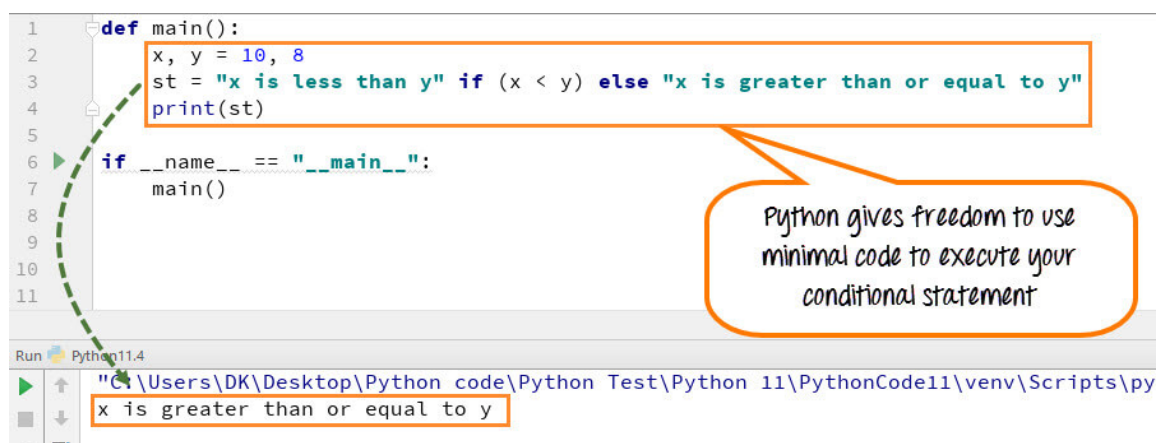 1 def main():
2 x, y = 10, 8
3 st = "x is less than y" if (x < y) else "x is greater than or equal to y"
4 print(st)
5
6 if __name__ == "__main__":
7 main()
8
9
10
11
Python gives freedom to use
minimal code to execute your
conditional statement
Run Python11.4
"C:\Users\DK\Desktop\Python code\Python Test\Python 11\PythonCode11\venv\Scripts\py
x is greater than or equal to y